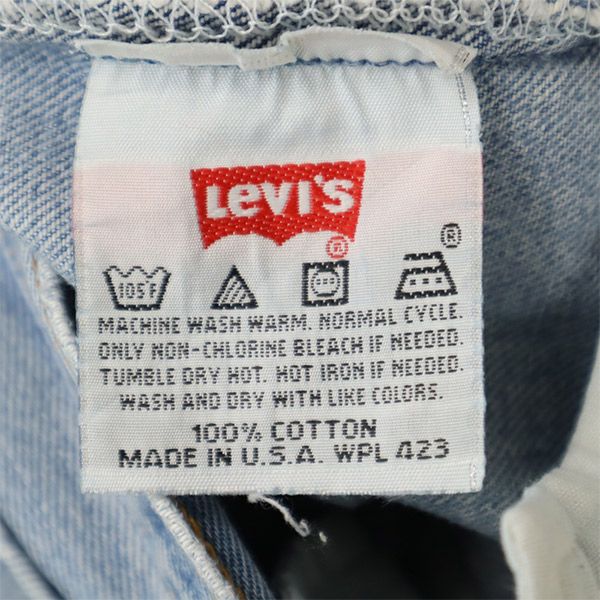 Levi's
®
®
105F
MACHINE WASH WARM. NORMAL CYCLE.
ONLY NON-CHLORINE BLEACH IF NEEDED.
TUMBLE DRY HOT. HOT IRON IF NEEDED.
WASH AND DRY WITH LIKE COLORS.
100% COTTON
MADE IN U.S.A. WPL 423